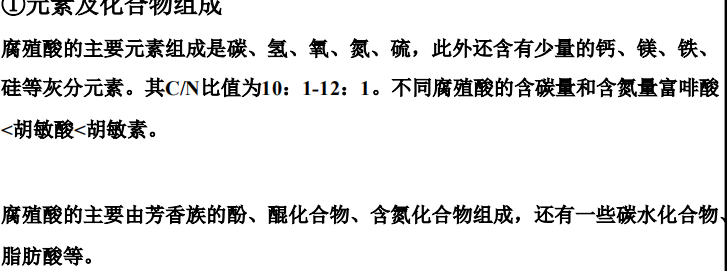 ①元素及化合物组成
腐殖酸的主要元素组成是碳、氢、氧、氮、硫，此外还含有少量的钙、镁、铁、
硅等灰分元素。其C/N比值为10：1-12：1。不同腐殖酸的含碳量和含氮量富啡酸
<胡敏酸<胡敏素。
腐殖酸的主要由芳香族的酚、醌化合物、含氮化合物组成，还有一些碳水化合物、
脂肪酸等。